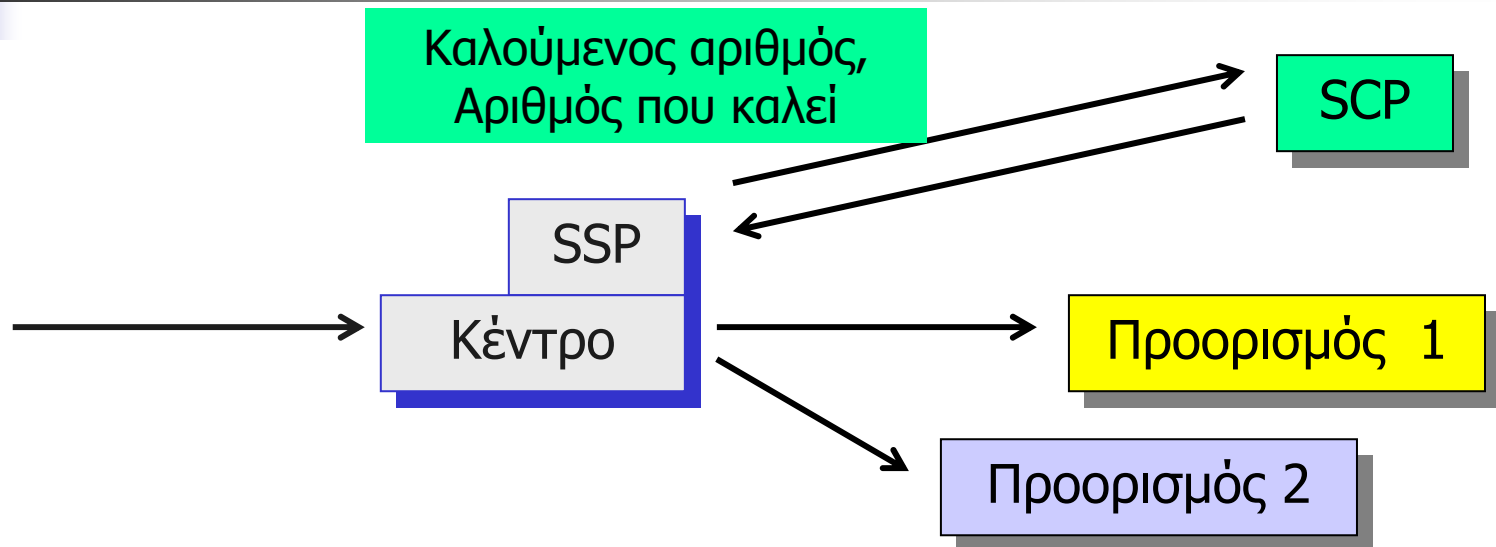 Καλούμενος αριθμός,
Αριθμός που καλεί
SCP
SSP
Κέντρο
Προορισμός 1
Προορισμός 2